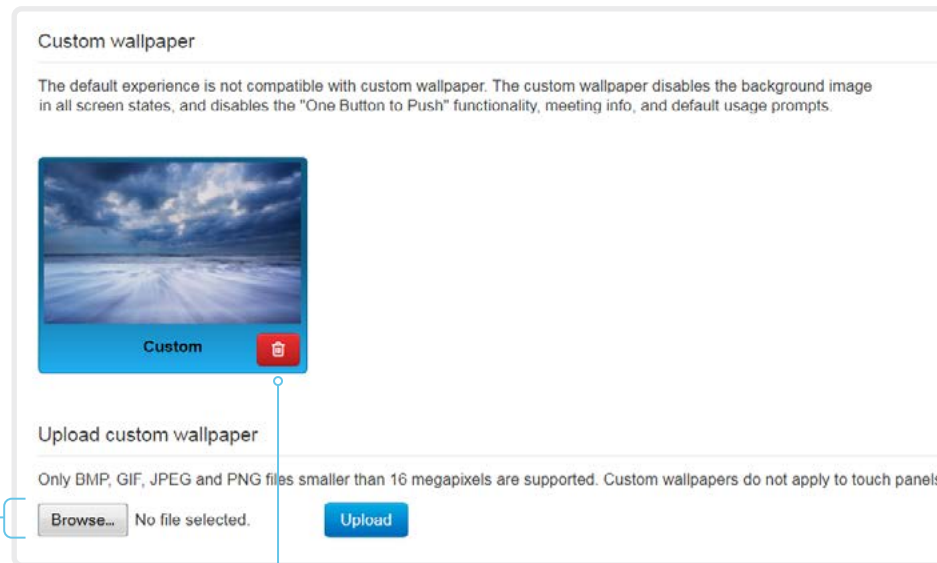 Custom wallpaper
The default experience is not compatible with custom wallpaper. The custom wallpaper disables the background image
in all screen states, and disables the "One Button to Push" functionality, meeting info, and default usage prompts.
Custom
Upload custom wallpaper
Only BMP, GIF, JPEG and PNG files smaller than 16 megapixels are supported. Custom wallpapers do not apply to touch panels
Browse... No file selected. Upload